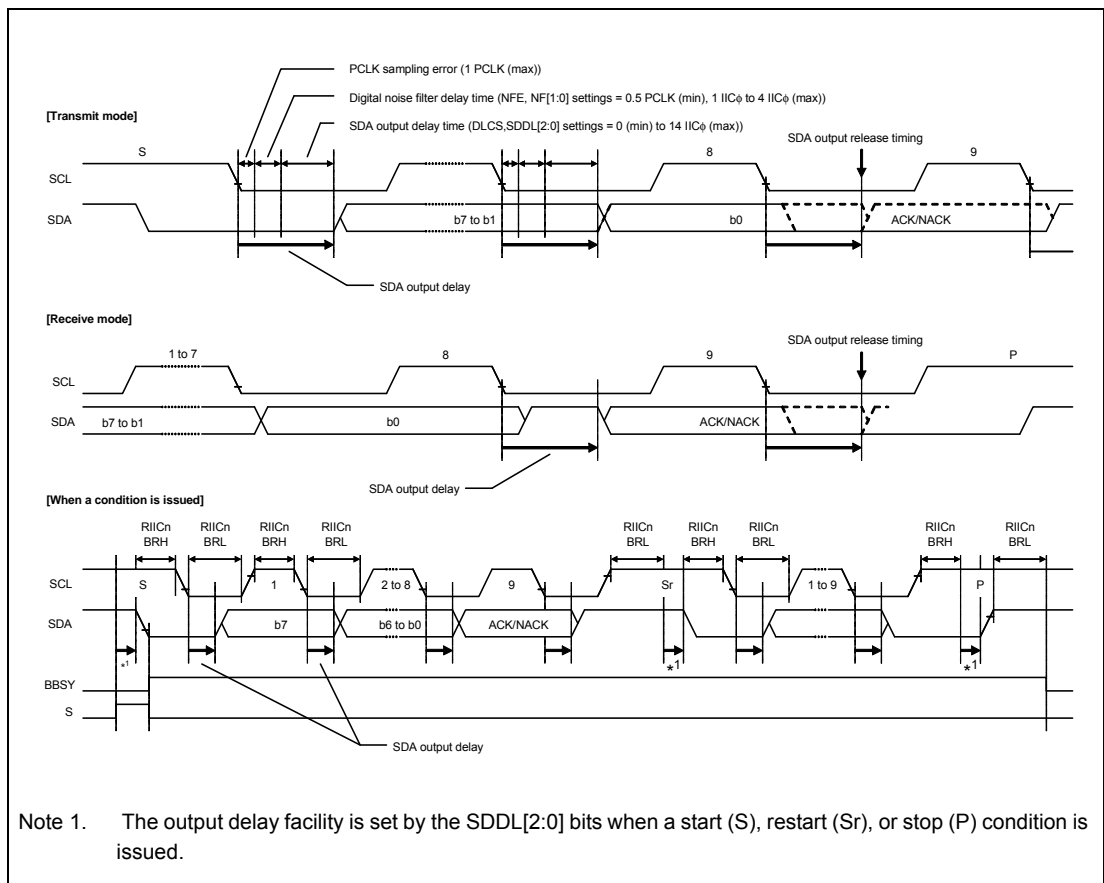 PCLK sampling error (1 PCLK (max))
Digital noise filter delay time (NFE, NF[1:0] settings = 0.5 PCLK (min), 1 IICφ to 4 IICφ (max))
[Transmit mode]
SDA output delay time (DLCS,SDDL[2:0] settings = 0 (min) to 14 IICφ (max))
SDA output release timing
S 8 9
SCL
SDA b7 to b1 b0 ACK/NACK
SDA output delay
[Receive mode]
SDA output release timing
1 to 7 8 9 P
SCL
SDA b7 to b1 b0 ACK/NACK
SDA output delay
[When a condition is issued]
RIICn RIICn RIICn RIICn RIICn RIICn RIICn RIICn RIICn
BRH BRL BRH BRL BRL BRH BRL BRH BRL
SCL S 1 2 to 8 9 Sr 1 to 9 P
SDA b7 b6 to b0 ACK/NACK
*1 *1 *1
BBSY
S
SDA output delay
Note 1. The output delay facility is set by the SDDL[2:0] bits when a start (S), restart (Sr), or stop (P) condition is
issued.